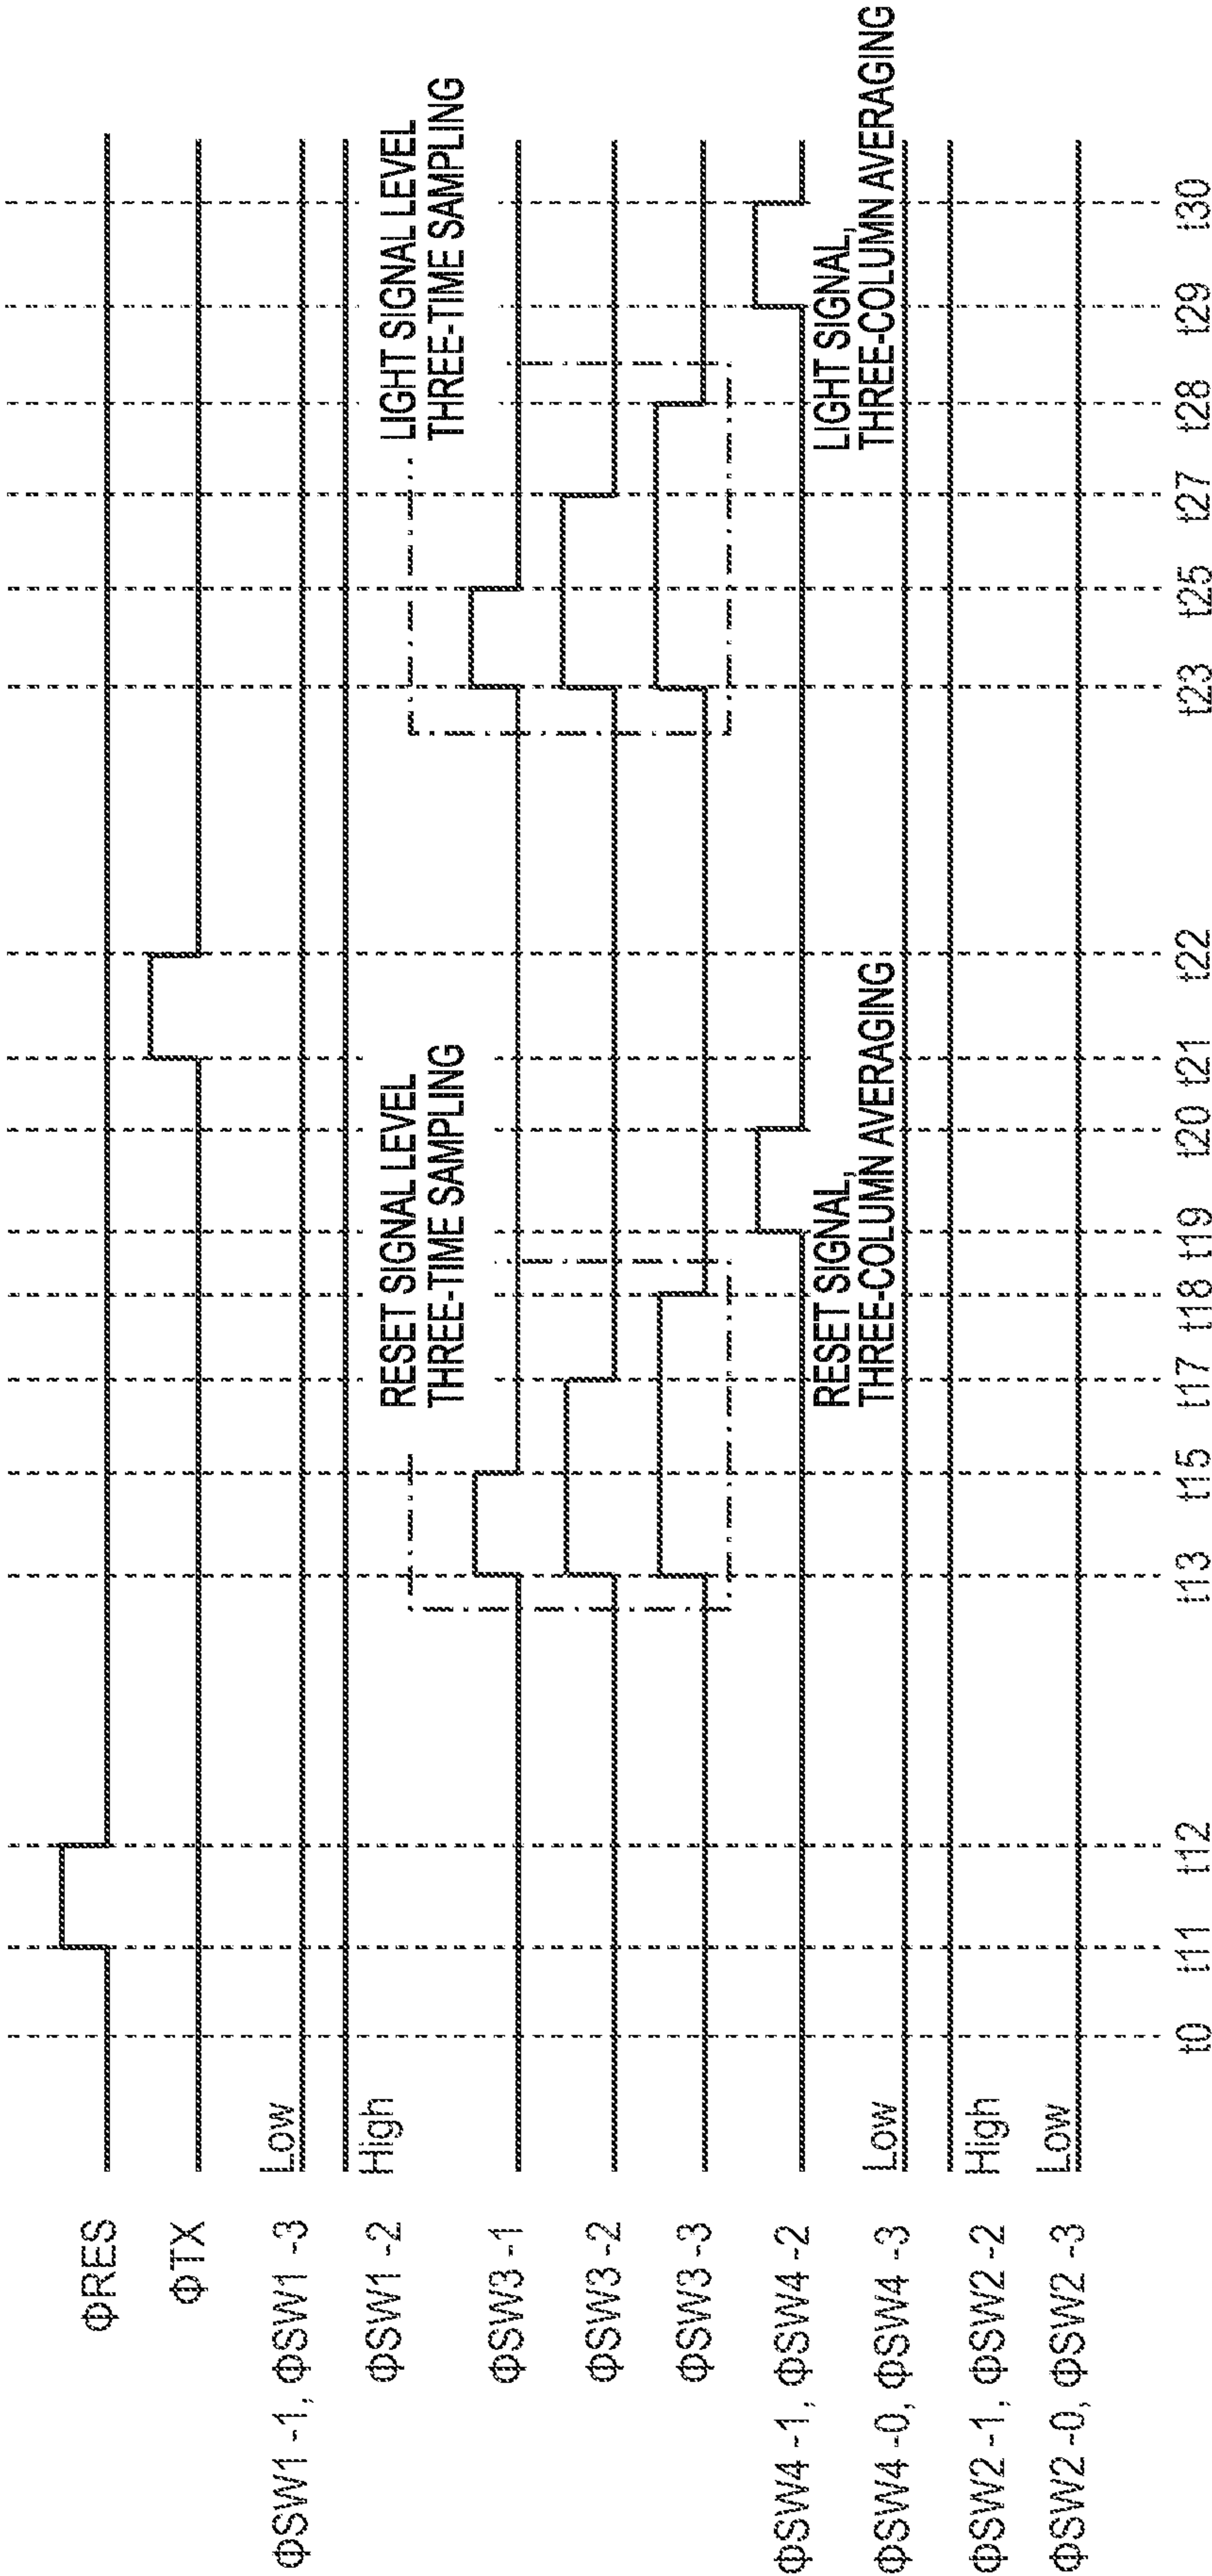 ΦRES
ΦTX
ΦSW1 -1, ΦSW1 -3
Low
ΦSW1 -2
High
RESET SIGNAL LEVEL
THREE-TIME SAMPLING
LIGHT SIGNAL LEVEL
THREE-TIME SAMPLING
ΦSW3 -1
ΦSW3 -2
ΦSW3 -3
ΦSW4 -1, ΦSW4 -2
RESET SIGNAL,
THREE-COLUMN AVERAGING
LIGHT SIGNAL,
THREE-COLUMN AVERAGING
ΦSW4 -0, ΦSW4 -3
Low
ΦSW2 -1, ΦSW2 -2
High
ΦSW2 -0, ΦSW2 -3
Low
t0 t11 t12 t13 t15 t17 t18 t19 t20 t21 t22 t23 t25 t27 t28 t29 t30